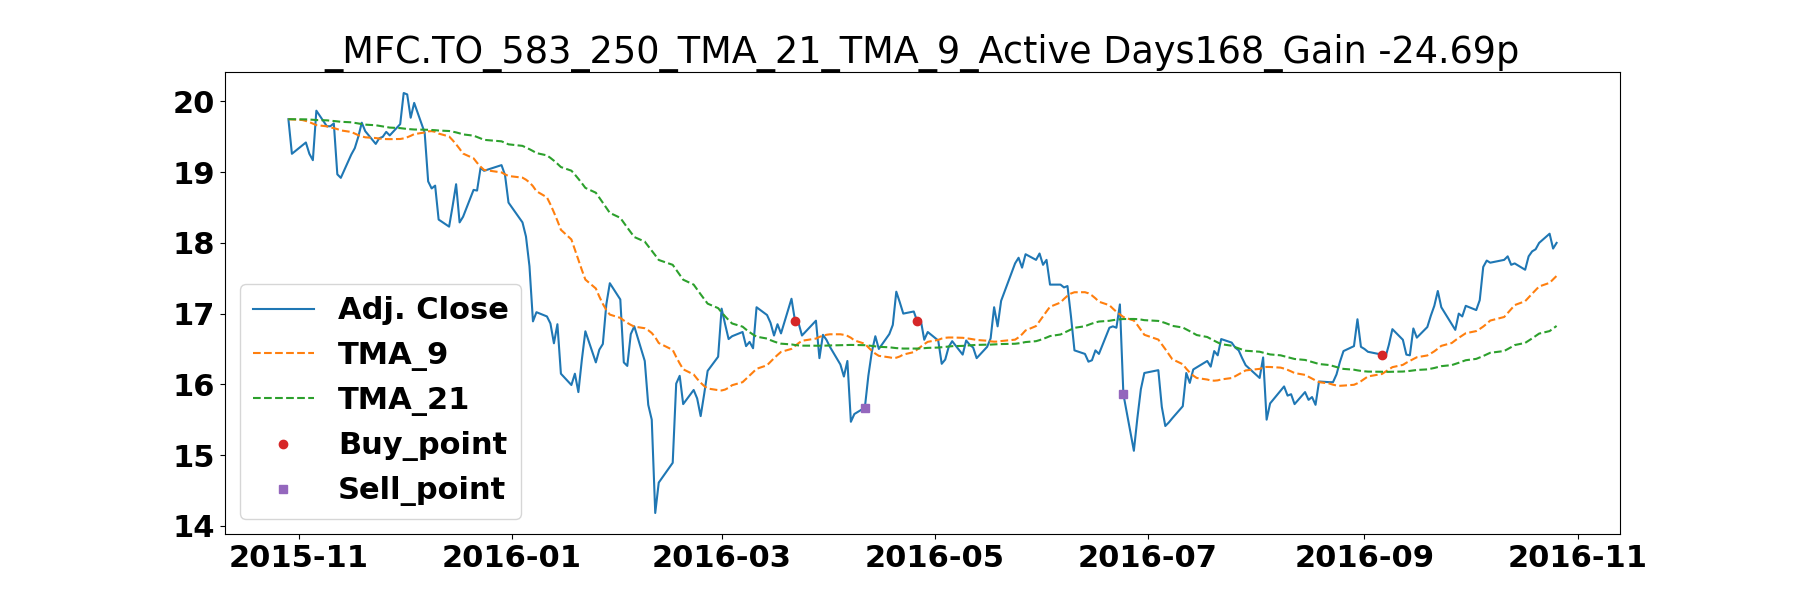 _MFC.TO_583_250_TMA_21_TMA_9_Active Days168_Gain -24.69p
20
19
18
17
16
15
14
Adj. Close
TMA_9
TMA_21
Buy_point
Sell_point
2015-11 2016-01 2016-03 2016-05 2016-07 2016-09 2016-11